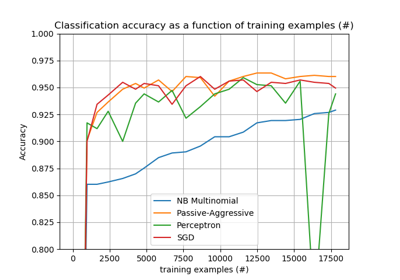 Classification accuracy as a function of training examples (#)
1.000
0.975
0.950
0.925
0.900
0.875
0.850
0.825
0.800
Accuracy
NB Multinomial
Passive-Aggressive
Perceptron
SGD
0 2500 5000 7500 10000 12500 15000 17500
training examples (#)